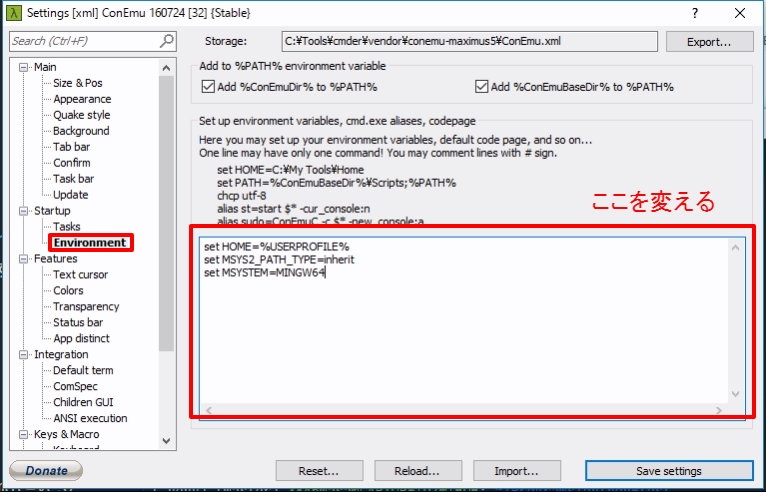 Settings [xml] ConEmu 160724 [32] {Stable}
Search (Ctrl+F)
Storage:
C:¥Tools¥cmder¥vendor¥conemu-maximus5¥ConEmu.xml
Export...
Main
Size & Pos
Appearance
Quake style
Background
Tab bar
Confirm
Task bar
Update
Startup
Tasks
Environment
Features
Text cursor
Colors
Transparency
Status bar
App distinct
Integration
Default term
ComSpec
Children GUI
ANSI execution
Keys & Macro
Keyboard
Add to %PATH% environment variable
Add %ConEmuDir% to %PATH%
Add %ConEmuBaseDir% to %PATH%
Set up environment variables, cmd.exe aliases, codepage
Here you may set up your environment variables, default code page, and so on...
One line may have only one command! You may comment lines with # sign.
set HOME=C:¥My Tools¥Home
set PATH=%ConEmuBaseDir%¥Scripts;%PATH%
chcp utf-8
alias st=start $* -cur_console:n
alias sudo=ConEmuC -c $* -new_console:a
ここを変える
set HOME=%USERPROFILE%
set MSYS2_PATH_TYPE=inherit
set MSYSTEM=MINGW64
Donate
Reset...
Reload...
Import...
Save settings